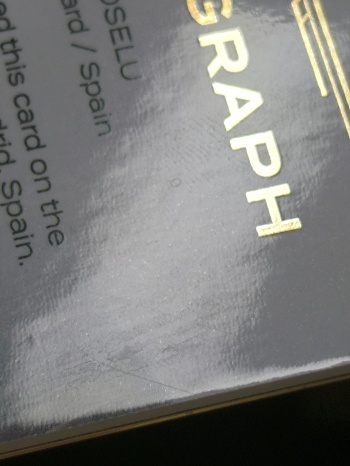 GRAPH
OSELU
ard / Spain
ed this card on the
drid, Spain.